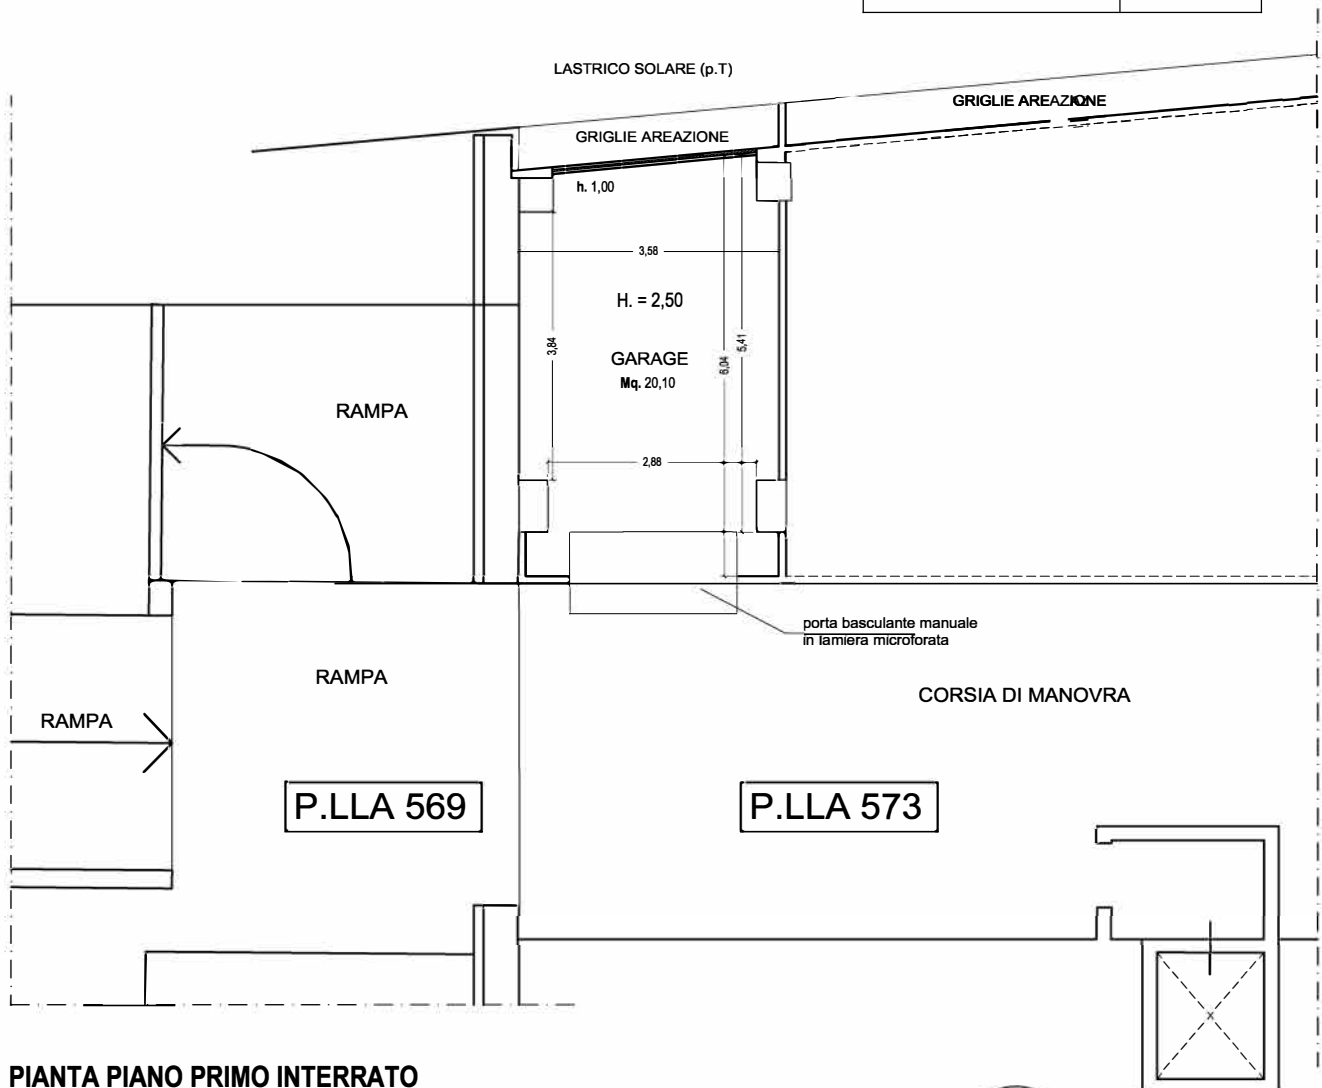 LASTRICO SOLARE (p.T)
GRIGLIE AREAZIONE
GRIGLIE AREAZIONE
h. 1,00
3,58
H. = 2,50
3,84
6,04
5,41
GARAGE
Mq. 20,10
RAMPA
2,88
porta basculante manuale
in lamiera microforata
RAMPA
CORSIA DI MANOVRA
RAMPA
P.LLA 569
P.LLA 573
PIANTA PIANO PRIMO INTERRATO